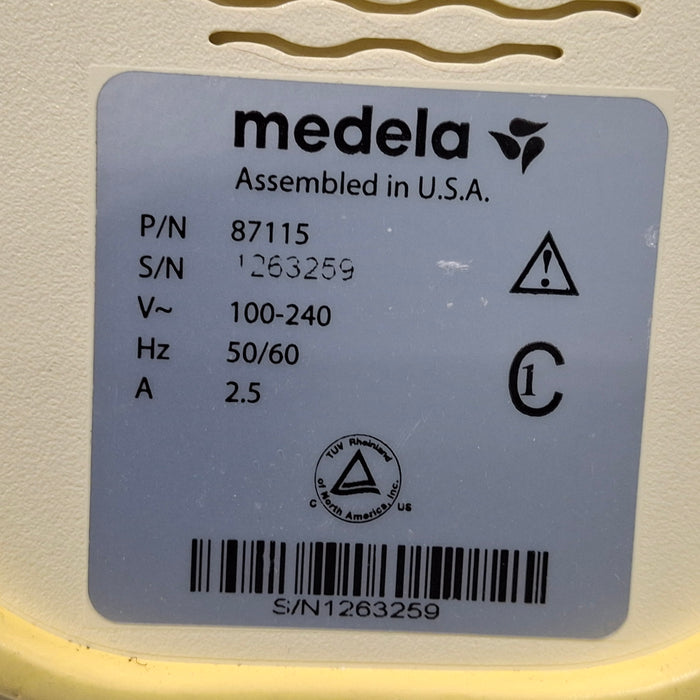 medela
Assembled in U.S.A.
P/N 87115
S/N 1263259
V~ 100-240
Hz 50/60
A 2.5
C1
TUV Rheinland
of North America, Inc.
C US
S/N1263259